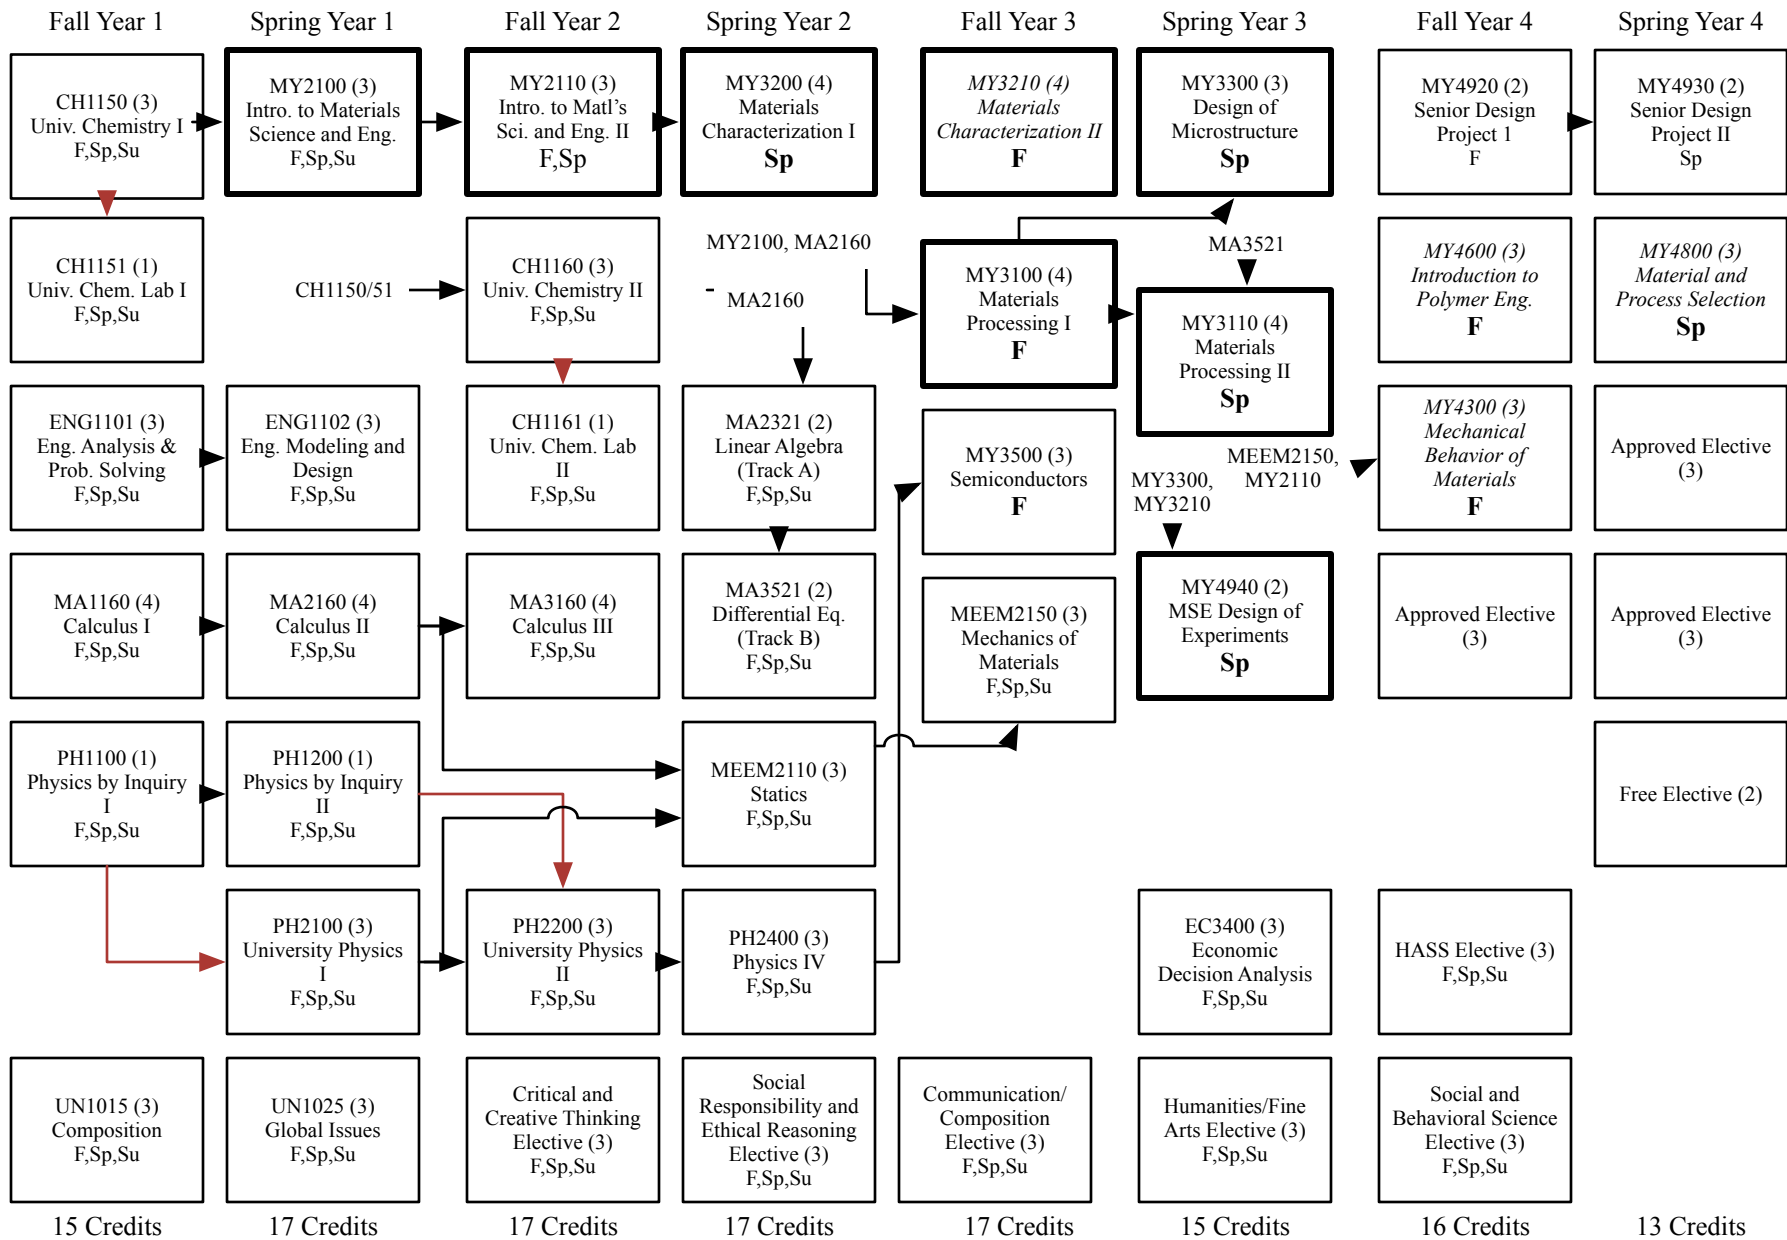 Fall Year 1
Spring Year 1
Fall Year 2
Spring Year 2
Fall Year 3
Spring Year 3
Fall Year 4
Spring Year 4
CH1150 (3)
Univ. Chemistry I
F,Sp,Su
MY2100 (3)
Intro. to Materials
Science and Eng.
F,Sp,Su
MY2110 (3)
Intro. to Matl's
Sci. and Eng. II
F,Sp
MY3200 (4)
Materials
Characterization I
Sp
MY3210 (4)
Materials
Characterization II
F
MY3300 (3)
Design of
Microstructure
Sp
MY4920 (2)
Senior Design
Project 1
F
MY4930 (2)
Senior Design
Project II
Sp
CH1151 (1)
Univ. Chem. Lab I
F,Sp,Su
CH1150/51
CH1160 (3)
Univ. Chemistry II
F,Sp,Su
MY2100, MA2160
MA2160
MY3100 (4)
Materials
Processing I
F
MA3521
MY3110 (4)
Materials
Processing II
Sp
MY4600 (3)
Introduction to
Polymer Eng.
F
MY4800 (3)
Material and
Process Selection
Sp
ENG1101 (3)
Eng. Analysis &
Prob. Solving
F,Sp,Su
ENG1102 (3)
Eng. Modeling and
Design
F,Sp,Su
CH1161 (1)
Univ. Chem. Lab
II
F,Sp,Su
MA2321 (2)
Linear Algebra
(Track A)
F,Sp,Su
MY3500 (3)
Semiconductors
F
MY3300,
MY3210
MEEM2150,
MY2110
MY4300 (3)
Mechanical
Behavior of
Materials
F
Approved Elective
(3)
MA1160 (4)
Calculus I
F,Sp,Su
MA2160 (4)
Calculus II
F,Sp,Su
MA3160 (4)
Calculus III
F,Sp,Su
MA3521 (2)
Differential Eq.
(Track B)
F,Sp,Su
MEEM2150 (3)
Mechanics of
Materials
F,Sp,Su
MY4940 (2)
MSE Design of
Experiments
Sp
Approved Elective
(3)
Approved Elective
(3)
PH1100 (1)
Physics by Inquiry
I
F,Sp,Su
PH1200 (1)
Physics by Inquiry
II
F,Sp,Su
MEEM2110 (3)
Statics
F,Sp,Su
Free Elective (2)
PH2100 (3)
University Physics
I
F,Sp,Su
PH2200 (3)
University Physics
II
F,Sp,Su
PH2400 (3)
Physics IV
F,Sp,Su
EC3400 (3)
Economic
Decision Analysis
F,Sp,Su
HASS Elective (3)
F,Sp,Su
UN1015 (3)
Composition
F,Sp,Su
UN1025 (3)
Global Issues
F,Sp,Su
Critical and
Creative Thinking
Elective (3)
F,Sp,Su
Social
Responsibility and
Ethical Reasoning
Elective (3)
F,Sp,Su
Communication/
Composition
Elective (3)
F,Sp,Su
Humanities/Fine
Arts Elective (3)
F,Sp,Su
Social and
Behavioral Science
Elective (3)
F,Sp,Su
15 Credits
17 Credits
17 Credits
17 Credits
17 Credits
15 Credits
16 Credits
13 Credits